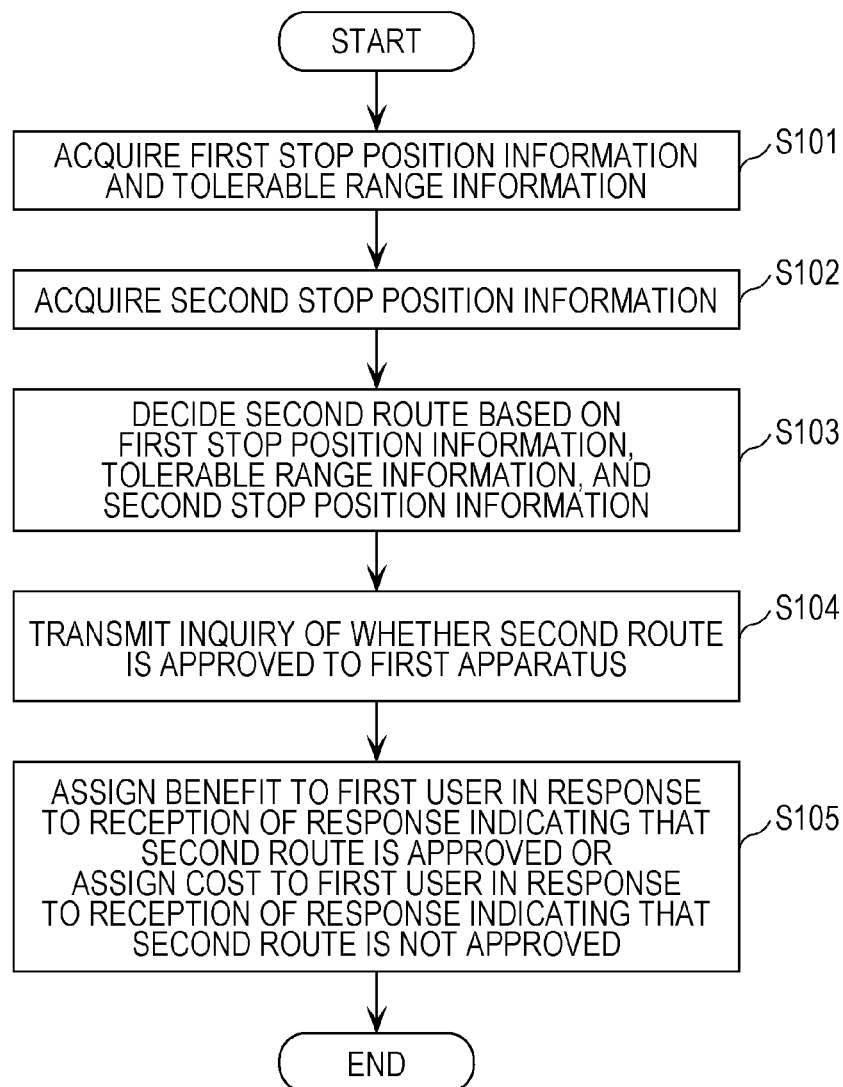 START
ACQUIRE FIRST STOP POSITION INFORMATION
AND TOLERABLE RANGE INFORMATION
S101
ACQUIRE SECOND STOP POSITION INFORMATION
S102
DECIDE SECOND ROUTE BASED ON
FIRST STOP POSITION INFORMATION,
TOLERABLE RANGE INFORMATION, AND
SECOND STOP POSITION INFORMATION
S103
TRANSMIT INQUIRY OF WHETHER SECOND ROUTE
IS APPROVED TO FIRST APPARATUS
S104
ASSIGN BENEFIT TO FIRST USER IN RESPONSE
TO RECEPTION OF RESPONSE INDICATING THAT
SECOND ROUTE IS APPROVED OR
ASSIGN COST TO FIRST USER IN RESPONSE
TO RECEPTION OF RESPONSE INDICATING THAT
SECOND ROUTE IS NOT APPROVED
S105
END